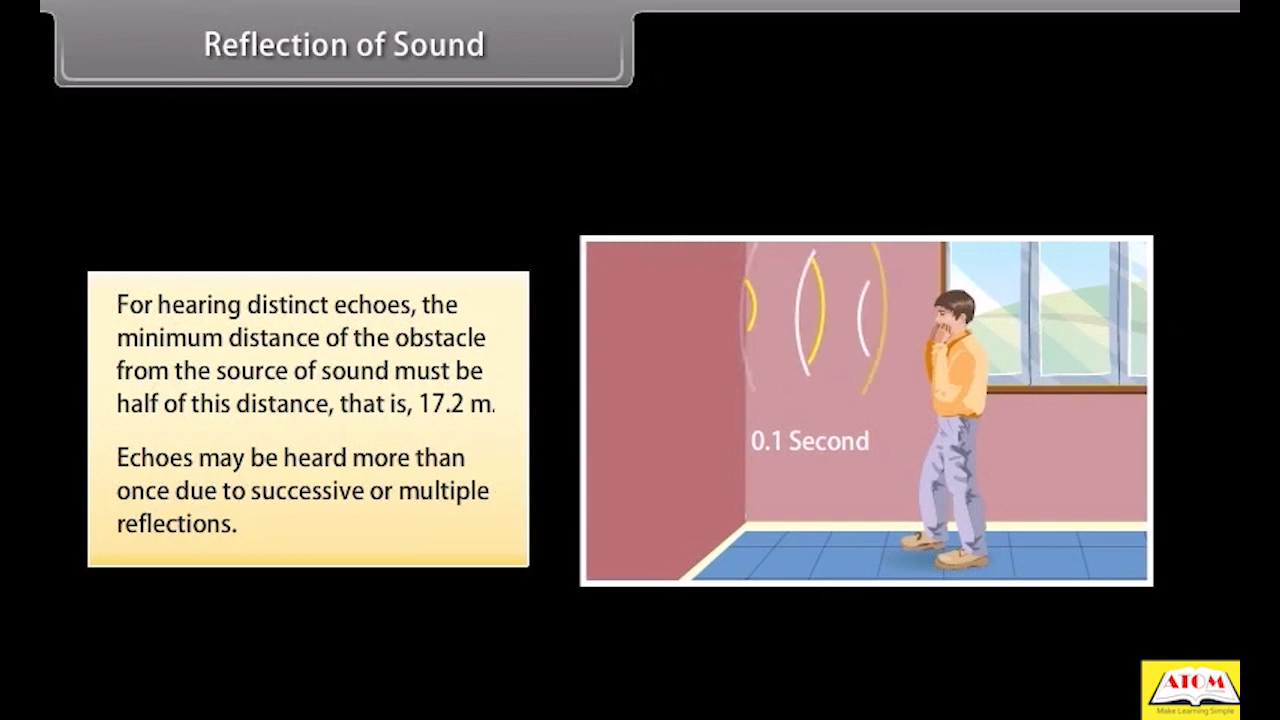 Reflection of Sound
For hearing distinct echoes, the
minimum distance of the obstacle
from the source of sound must be
half of this distance, that is, 17.2 m.
Echoes may be heard more than
once due to successive or multiple
reflections.
0.1 Second
ATOM
Make Learning Simple